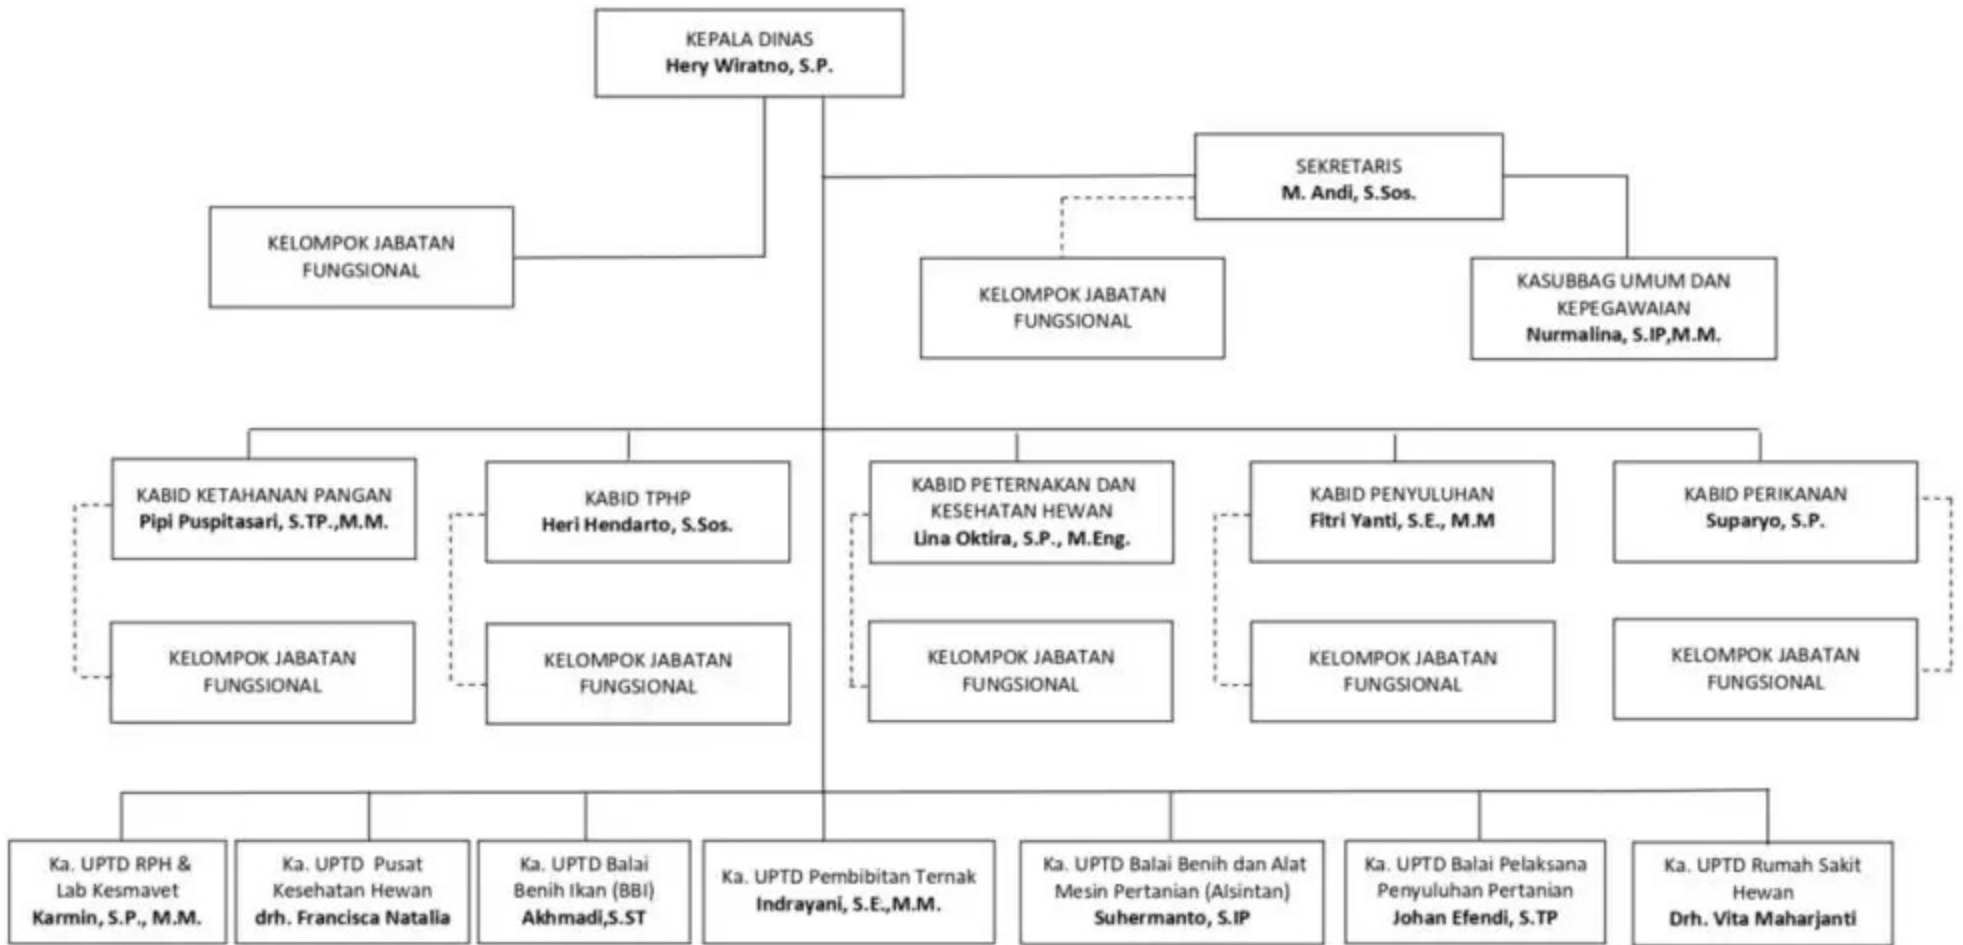 KEPALA DINAS
Hery Wiratno, S.P.
SEKRETARIS
M. Andi, S.Sos.
KELOMPOK JABATAN
FUNGSIONAL
KELOMPOK JABATAN
FUNGSIONAL
KASUBBAG UMUM DAN
KEPEGAWAIAN
Nurmalina, S.IP,M.M.
KABID KETAHANAN PANGAN
Pipi Puspitasari, S.TP.,M.M.
KABID TPHP
Heri Hendarto, S.Sos.
KABID PETERNAKAN DAN
KESEHATAN HEWAN
Lina Oktira, S.P., M.Eng.
KABID PENYULUHAN
Fitri Yanti, S.E., M.M
KABID PERIKANAN
Suparyo, S.P.
KELOMPOK JABATAN
FUNGSIONAL
KELOMPOK JABATAN
FUNGSIONAL
KELOMPOK JABATAN
FUNGSIONAL
KELOMPOK JABATAN
FUNGSIONAL
KELOMPOK JABATAN
FUNGSIONAL
Ka. UPTD RPH &
Lab Kesmavet
Karmin, S.P., M.M.
Ka. UPTD Pusat
Kesehatan Hewan
drh. Francisca Natalia
Ka. UPTD Balai
Benih Ikan (BBI)
Akhmadi,S.ST
Ka. UPTD Pembibitan Ternak
Indrayani, S.E.,M.M.
Ka. UPTD Balai Benih dan Alat
Mesin Pertanian (Alsintan)
Suhermanto, S.IP
Ka. UPTD Balai Pelaksana
Penyuluhan Pertanian
Johan Efendi, S.TP
Ka. UPTD Rumah Sakit
Hewan
Drh. Vita Maharjanti